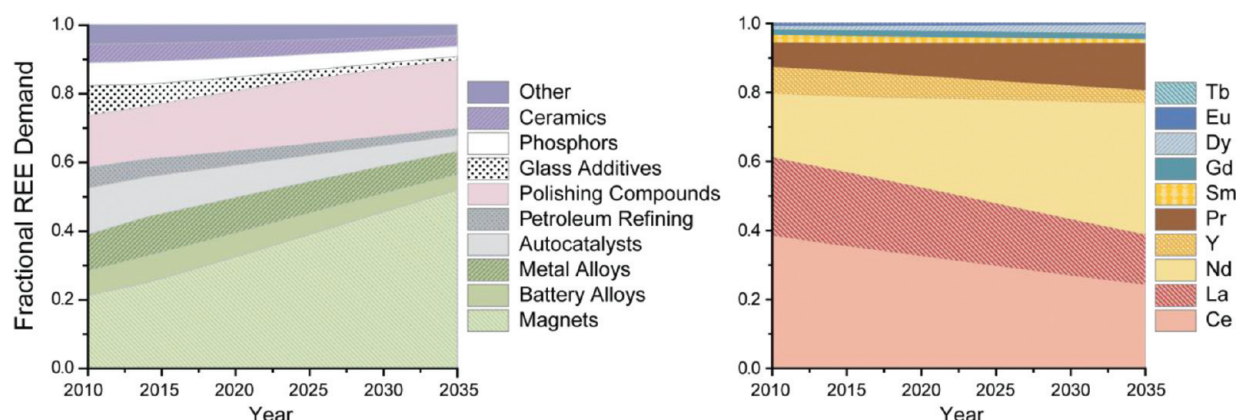 Fractional REE Demand
1.0
0.8
0.6
0.4
0.2
0.0
2010 2015 2020 2025 2030 2035
Year
Other
Ceramics
Phosphors
Glass Additives
Polishing Compounds
Petroleum Refining
Autocatalysts
Metal Alloys
Battery Alloys
Magnets
1.0
0.8
0.6
0.4
0.2
0.0
2010 2015 2020 2025 2030 2035
Year
Tb
Eu
Dy
Gd
Sm
Pr
Y
Nd
La
Ce